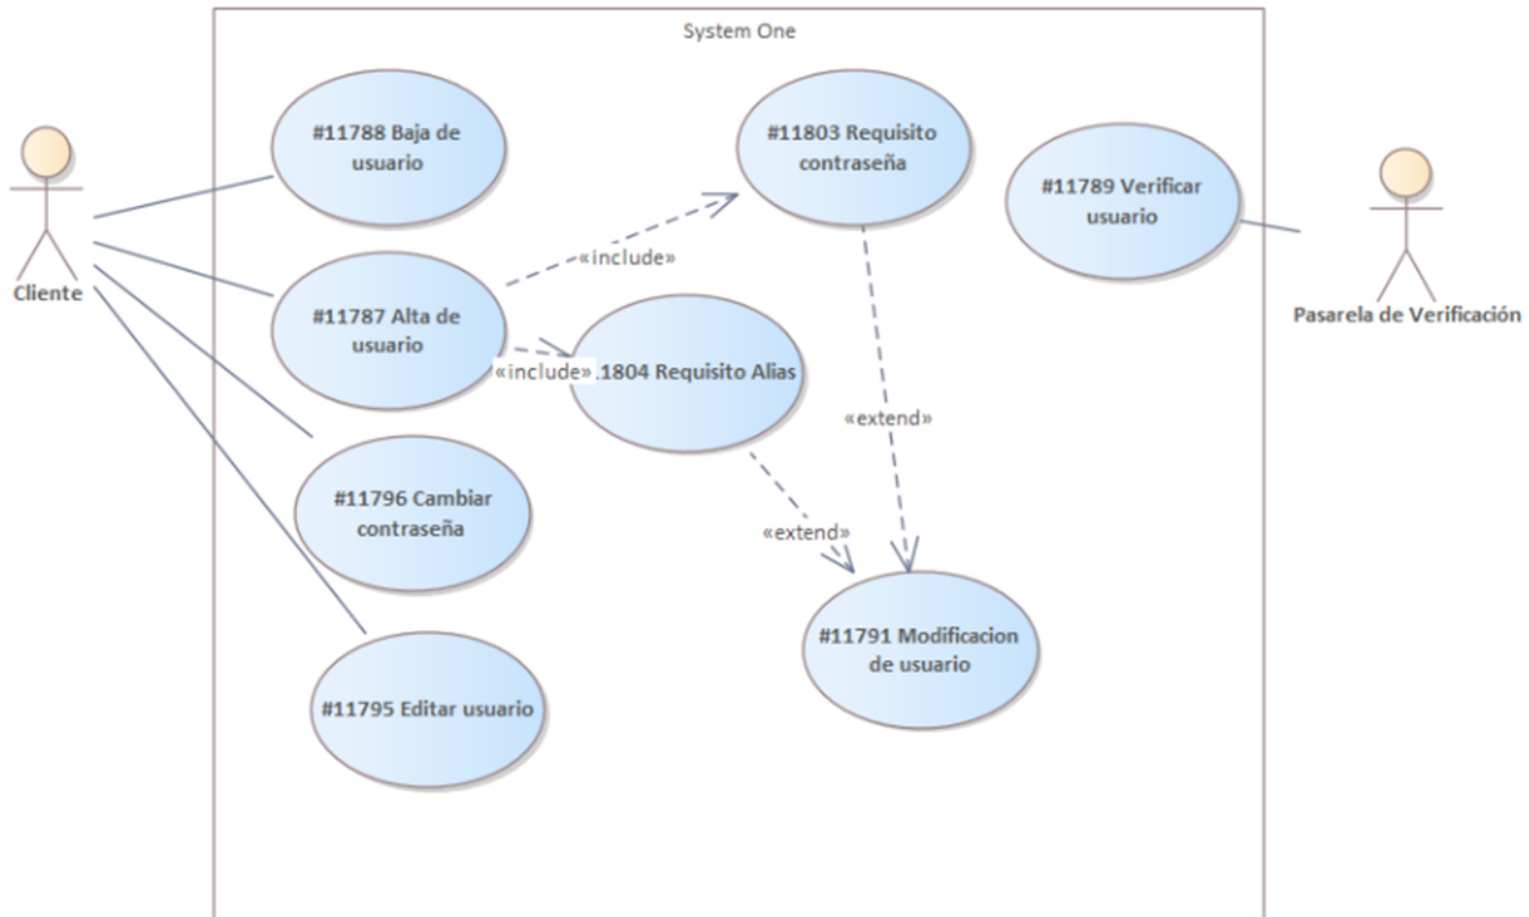 System One
#11788 Baja de
usuario
#11803 Requisito
contraseña
#11789 Verificar
usuario
Cliente
«include»
#11787 Alta de
usuario
Pasarela de Verificación
«include»
.1804 Requisito Alias
«extend»
#11796 Cambiar
contraseña
«extend»
#11791 Modificacion
de usuario
#11795 Editar usuario